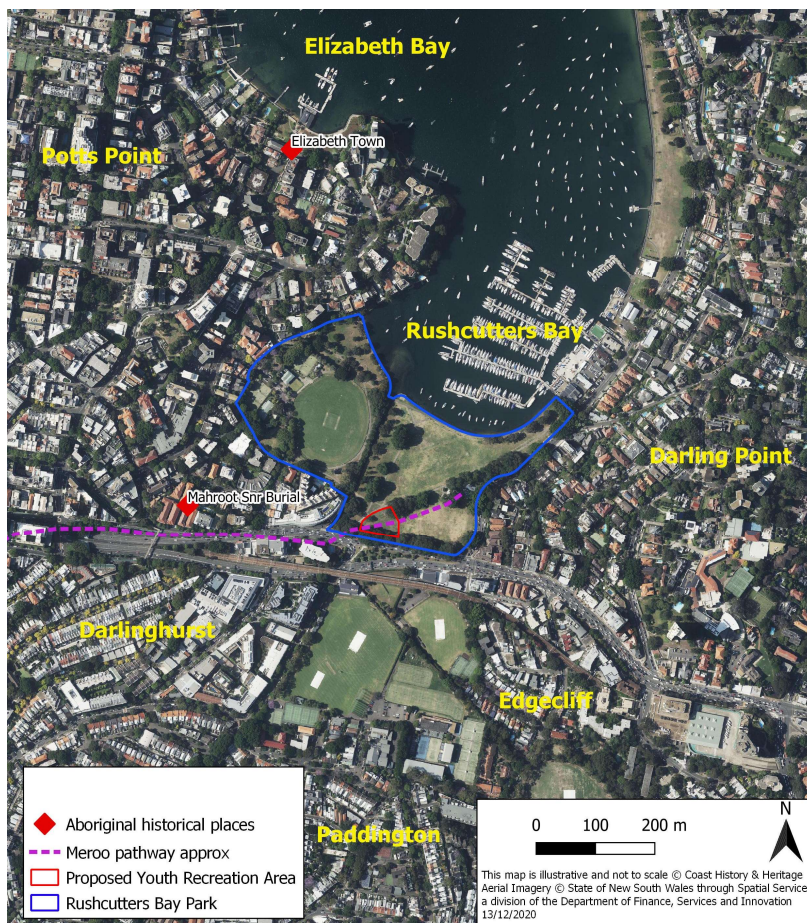 Elizabeth Bay
Elizabeth Town
Potts Point
Rushcutters Bay
Darling Point
Mahroot Snr Burial
Darlinghurst
Edgecliff
Paddington
Aboriginal historical places
Meroo pathway approx
Proposed Youth Recreation Area
Rushcutters Bay Park
N
0 100 200 m
This map is illustrative and not to scale © Coast History & Heritage
Aerial Imagery © State of New South Wales through Spatial Service
a division of the Department of Finance, Services and Innovation
13/12/2020